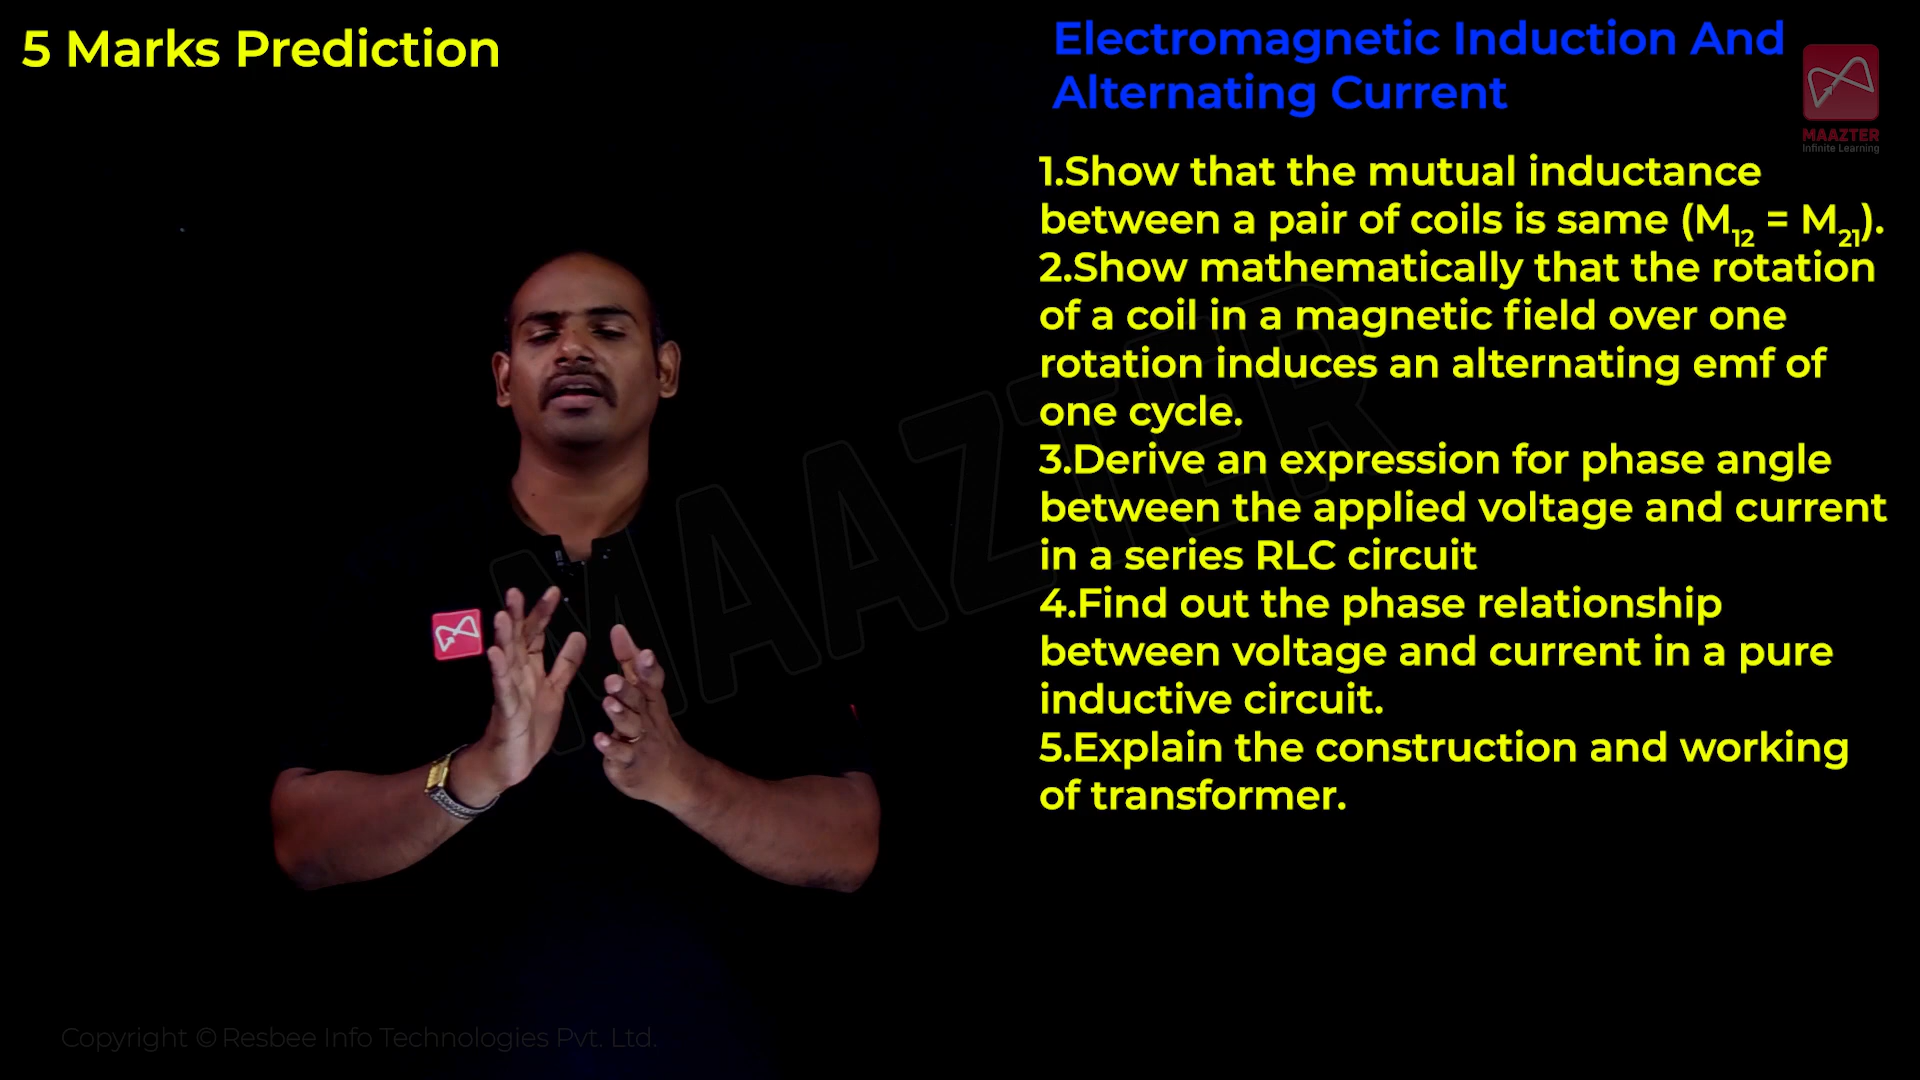 5 Marks Prediction
Electromagnetic Induction And
Alternating Current
MAAZTER
Infinite Learning
1.Show that the mutual inductance
between a pair of coils is same (M₁₂ = M₂₁).
2.Show mathematically that the rotation
of a coil in a magnetic field over one
rotation induces an alternating emf of
one cycle.
3.Derive an expression for phase angle
between the applied voltage and current
in a series RLC circuit
4.Find out the phase relationship
between voltage and current in a pure
inductive circuit.
5.Explain the construction and working
of transformer.
MAAZTER
Copyright © Resbee Info Technologies Pvt. Ltd.